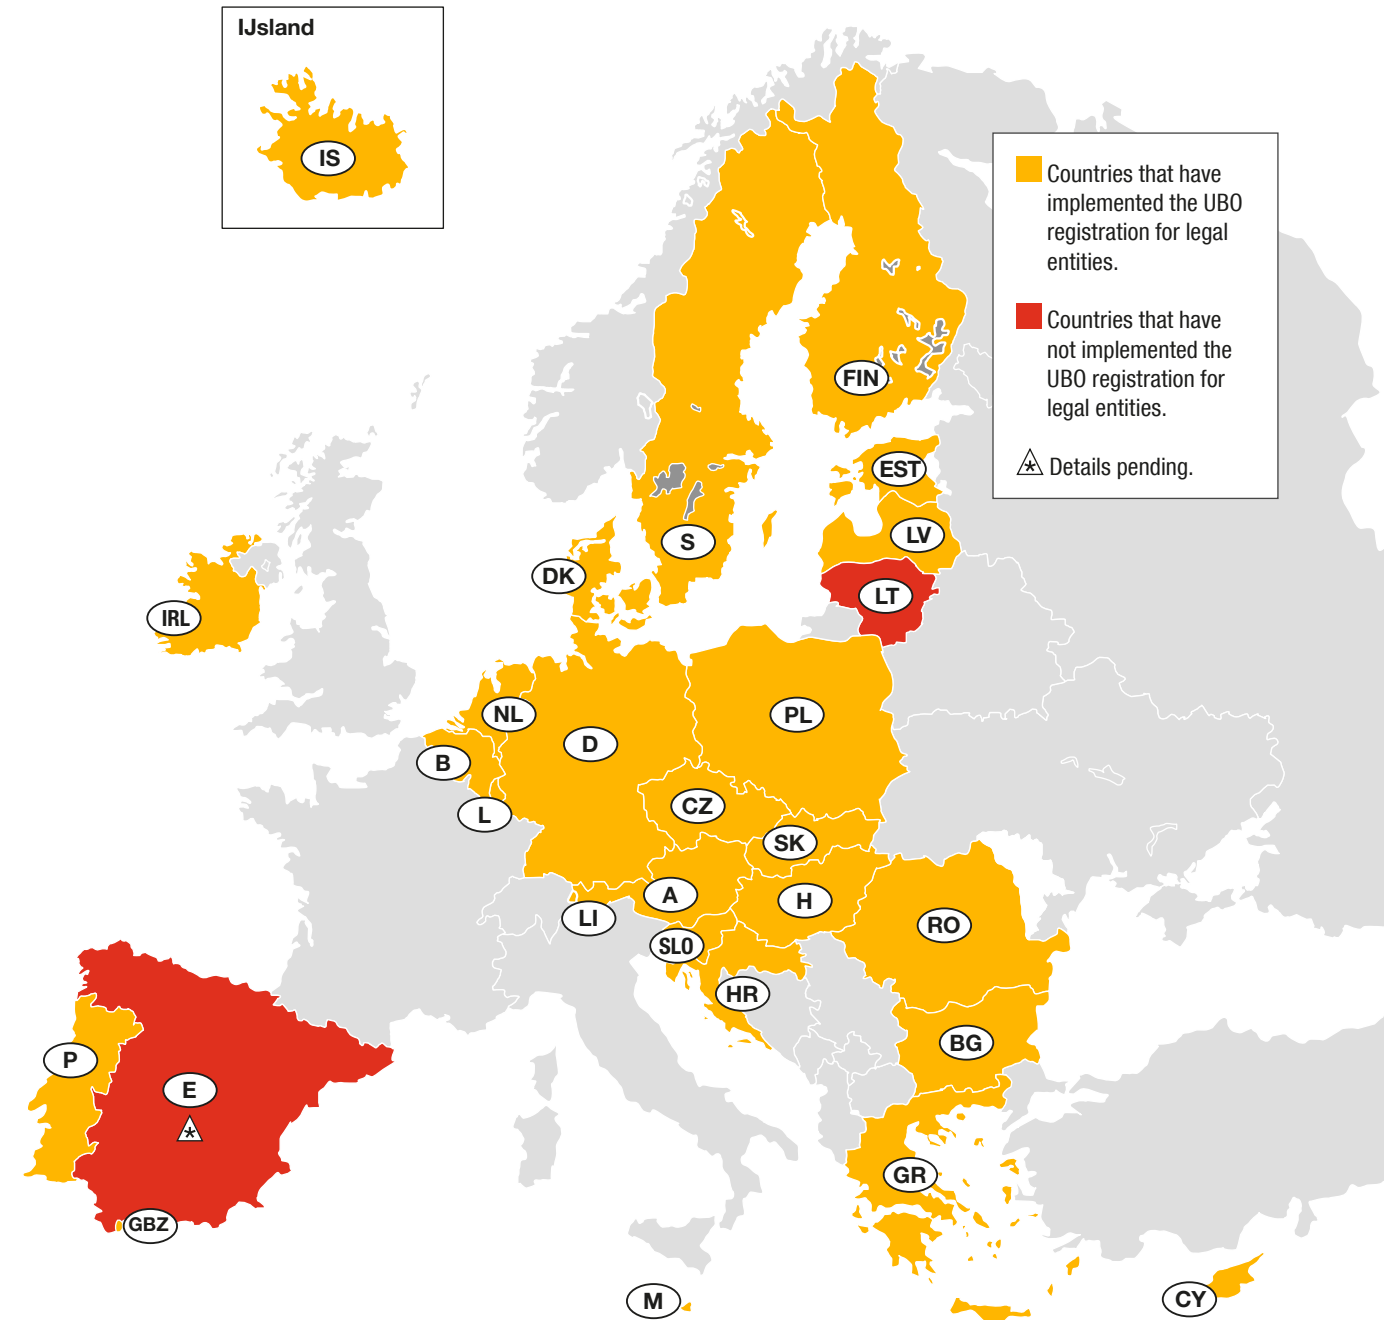 IJsland
IS
Countries that have
implemented the UBO
registration for legal
entities.
Countries that have
not implemented the
UBO registration for
legal entities.
* Details pending.
FIN
EST
LV
S
DK
LT
IRL
NL
PL
D
B
CZ
L
SK
A
H
LI
RO
SLO
HR
BG
P
E
*
GR
GBZ
M
CY